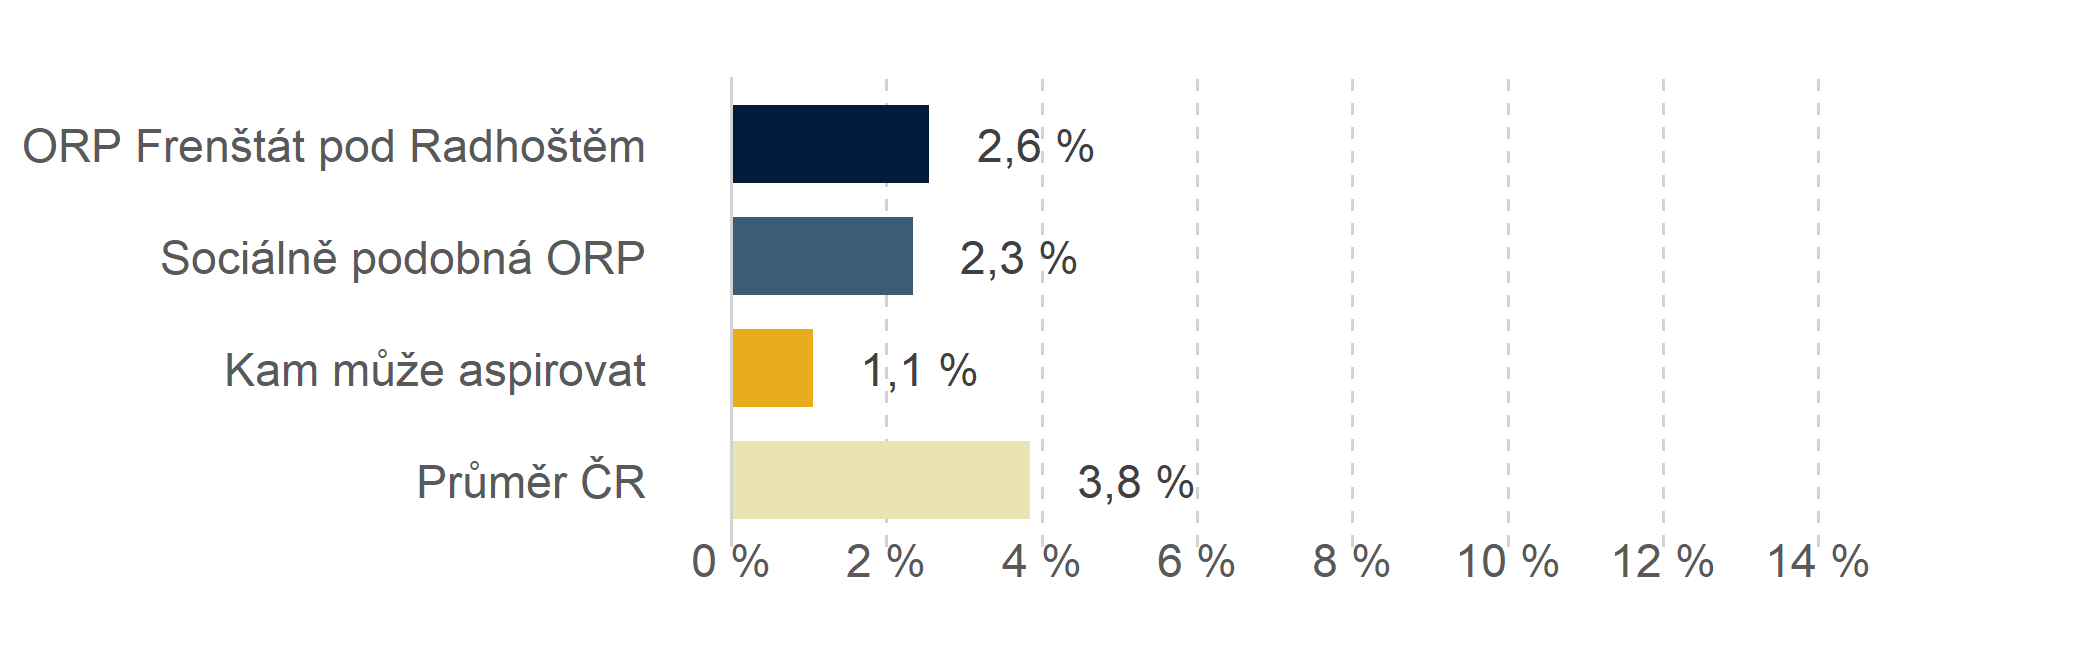 ORP Frenštát pod Radhoštěm 2,6 %
Sociálně podobná ORP 2,3 %
Kam může aspirovat 1,1 %
Průměr ČR 3,8 %
0 % 2 % 4 % 6 % 8 % 10 % 12 % 14 %